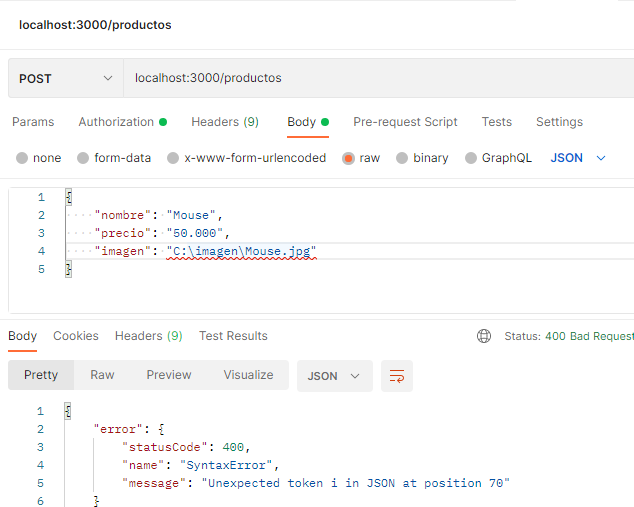 localhost:3000/productos
POST localhost:3000/productos
Params Authorization Headers (9) Body Pre-request Script Tests Settings
none form-data x-www-form-urlencoded raw binary GraphQL JSON
1 {
2 "nombre": "Mouse",
3 "precio": "50.000",
4 "imagen": "C:\imagen\Mouse.jpg"
5 }
Body Cookies Headers (9) Test Results Status: 400 Bad Request
Pretty Raw Preview Visualize JSON
1 {
2 "error": {
3 "statusCode": 400,
4 "name": "SyntaxError",
5 "message": "Unexpected token i in JSON at position 70"
6 }